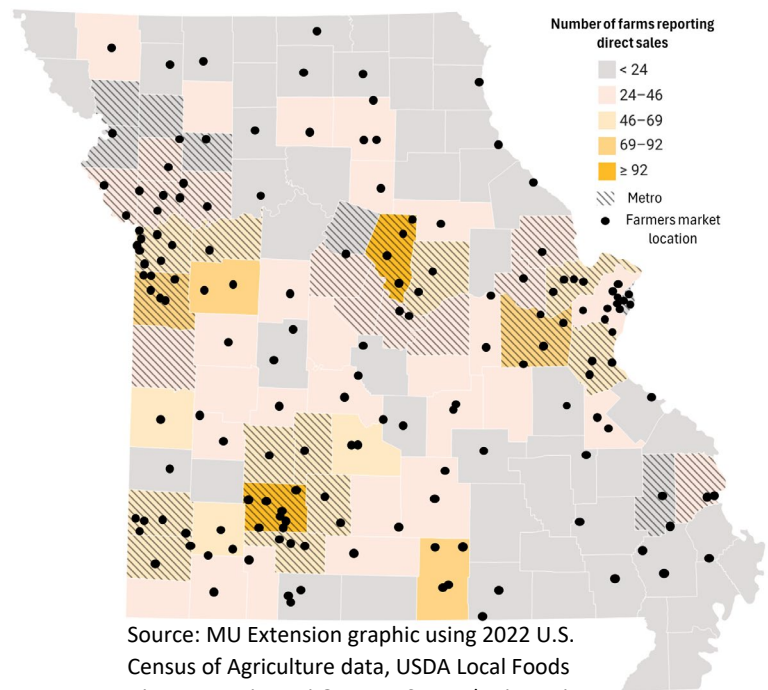 Number of farms reporting
direct sales
< 24
24–46
46–69
69–92
≥ 92
Metro
Farmers market
location
Source: MU Extension graphic using 2022 U.S.
Census of Agriculture data, USDA Local Foods